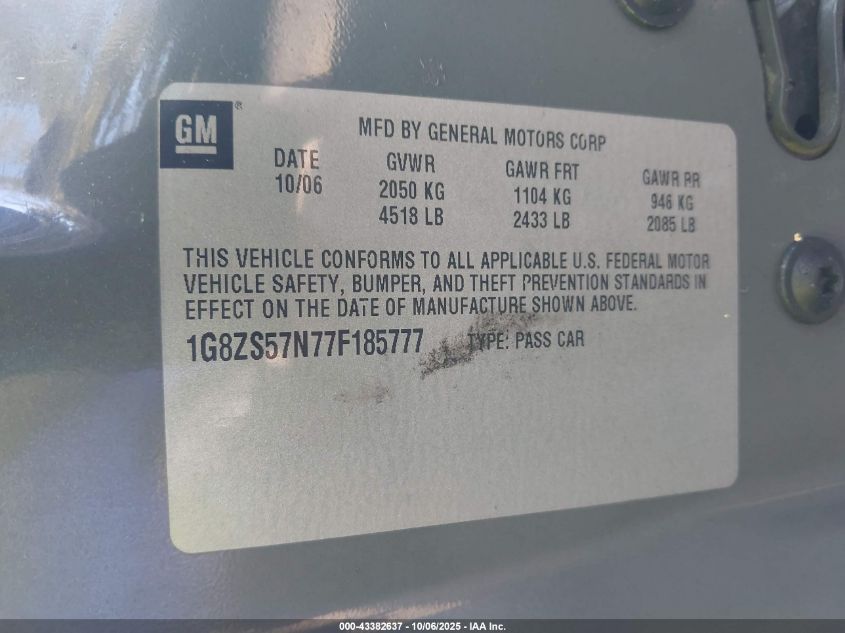 GM®
MFD BY GENERAL MOTORS CORP
DATE GVWR GAWR FRT GAWR RR
10/06 2050 KG 1104 KG 946 KG
4518 LB 2433 LB 2085 LB
THIS VEHICLE CONFORMS TO ALL APPLICABLE U.S. FEDERAL MOTOR
VEHICLE SAFETY, BUMPER, AND THEFT PREVENTION STANDARDS IN
EFFECT ON THE DATE OF MANUFACTURE SHOWN ABOVE.
1G8ZS57N77F185777 TYPE: PASS CAR
000-43382637 - 10/06/2025 - IAA Inc.